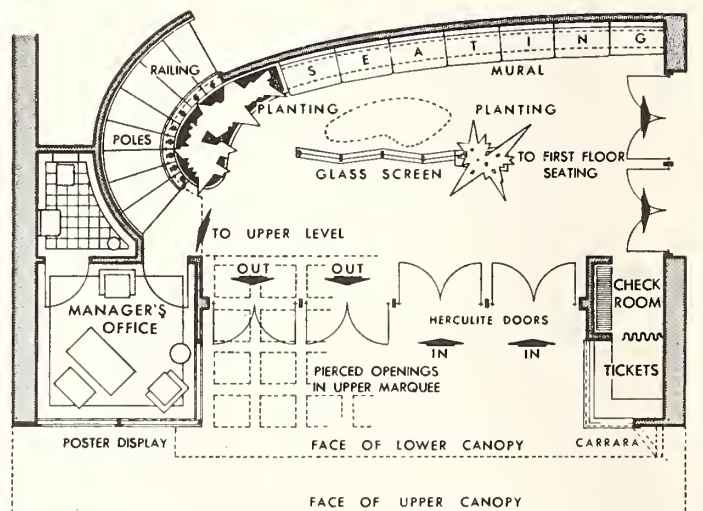 RAILING
SEATING
MURAL
PLANTING
PLANTING
POLES
TO FIRST FLOOR
SEATING
GLASS SCREEN
TO UPPER LEVEL
OUT
OUT
CHECK
ROOM
MANAGER'S
OFFICE
HERCULITE DOORS
IN
IN
PIERCED OPENINGS
IN UPPER MARQUEE
TICKETS
POSTER DISPLAY
FACE OF LOWER CANOPY
CARRARA
FACE OF UPPER CANOPY